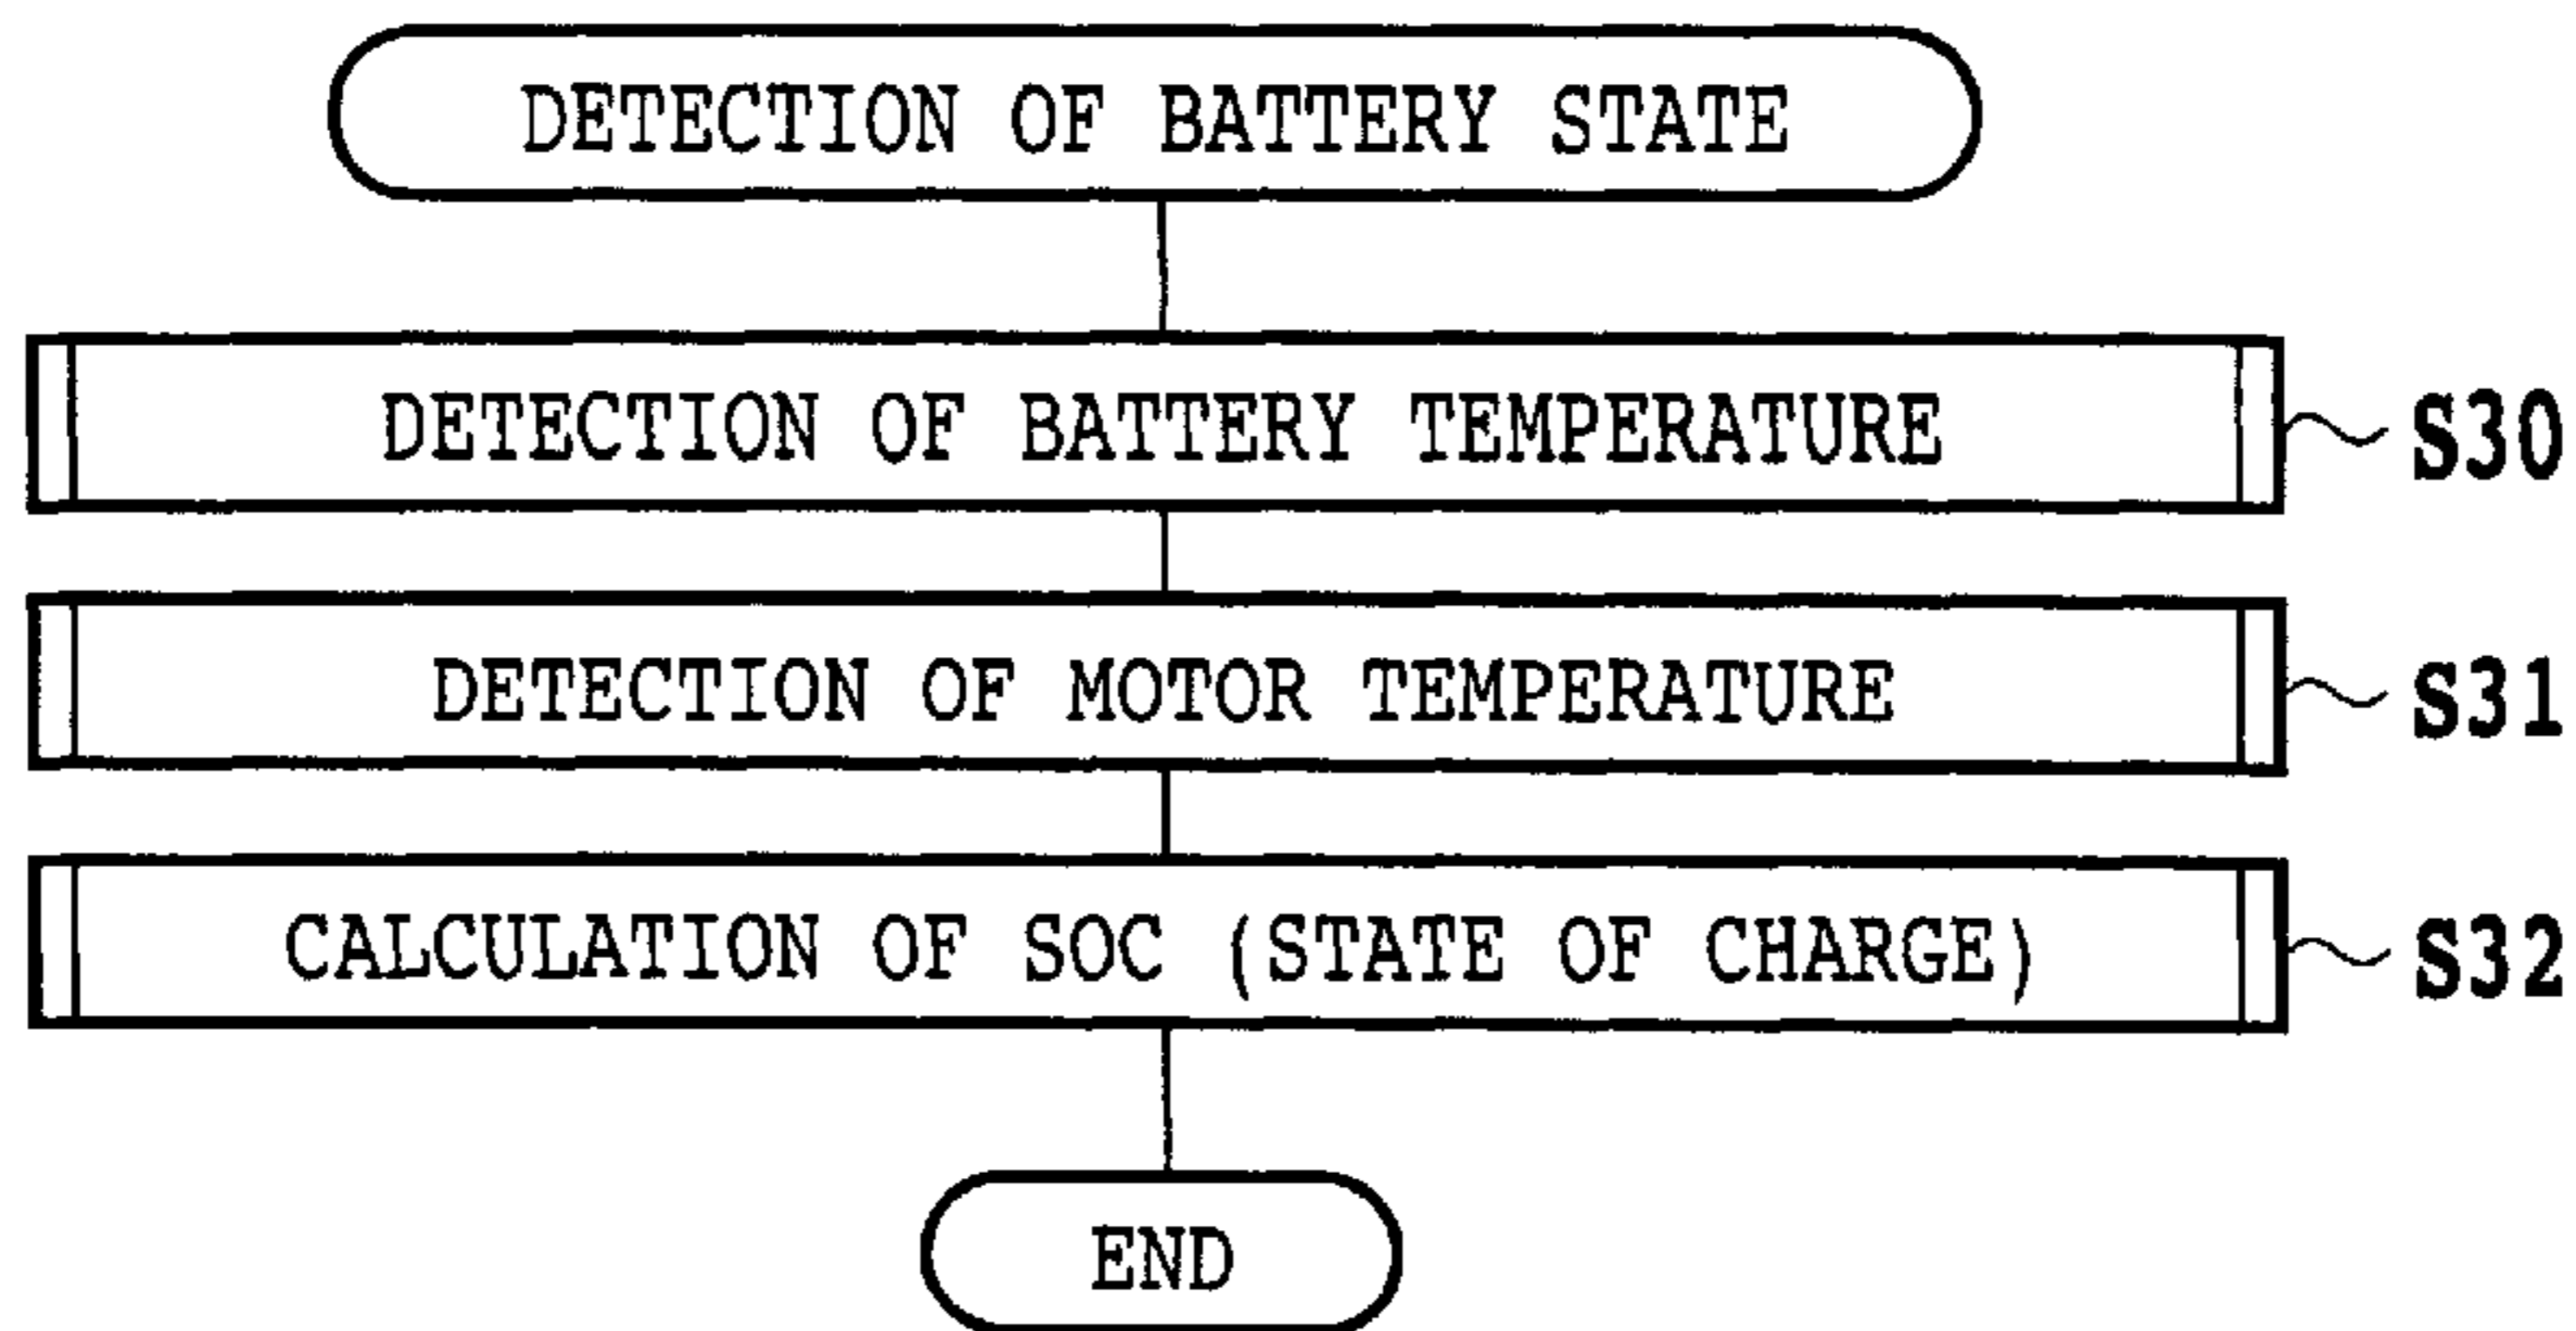 DETECTION OF BATTERY STATE
DETECTION OF BATTERY TEMPERATURE
S30
DETECTION OF MOTOR TEMPERATURE
S31
CALCULATION OF SOC (STATE OF CHARGE)
S32
END